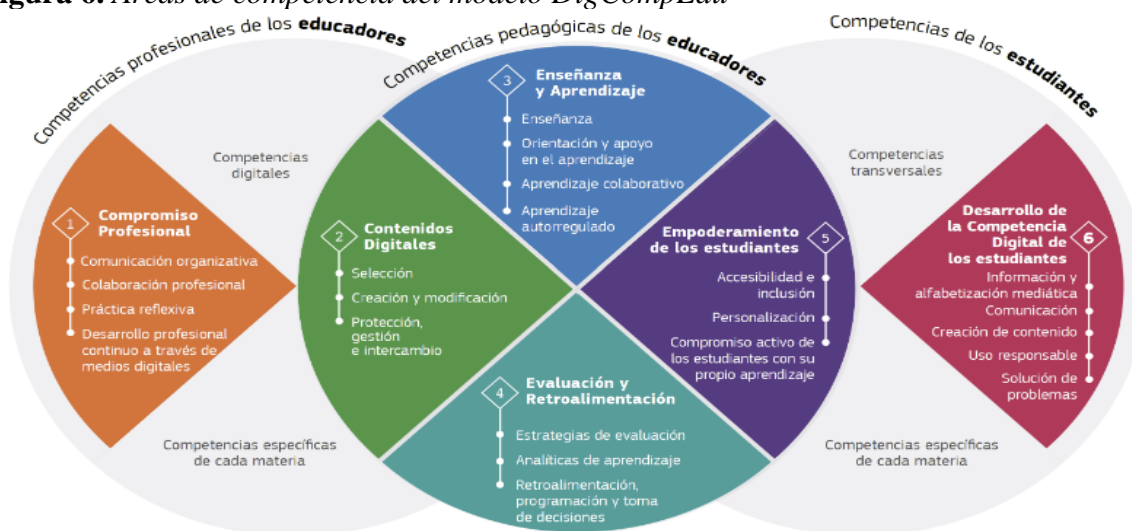 Figura 6. Áreas de competencia del modelo DigCompEdu
Competencias profesionales de los educadores
Competencias pedagógicas de los educadores
Competencias de los estudiantes
Competencias
digitales
Competencias
transversales
1
Compromiso
Profesional
Comunicación organizativa
Colaboración profesional
Práctica reflexiva
Desarrollo profesional
continuo a través de
medios digitales
2
Contenidos
Digitales
Selección
Creación y modificación
Protección,
gestión
e intercambio
3
Enseñanza
y Aprendizaje
Enseñanza
Orientación y apoyo
en el aprendizaje
Aprendizaje colaborativo
Aprendizaje
autorregulado
4
Evaluación y
Retroalimentación
Estrategias de evaluación
Analíticas de aprendizaje
Retroalimentación,
programación y toma
de decisiones
Empoderamiento
de los estudiantes
5
Accesibilidad e
inclusión
Personalización
Compromiso activo de
los estudiantes con su
propio aprendizaje
Desarrollo de
la Competencia
Digital de
los estudiantes
6
Información y
alfabetización mediática
Comunicación
Creación de contenido
Uso responsable
Solución de
problemas
Competencias específicas
de cada materia
Competencias específicas
de cada materia